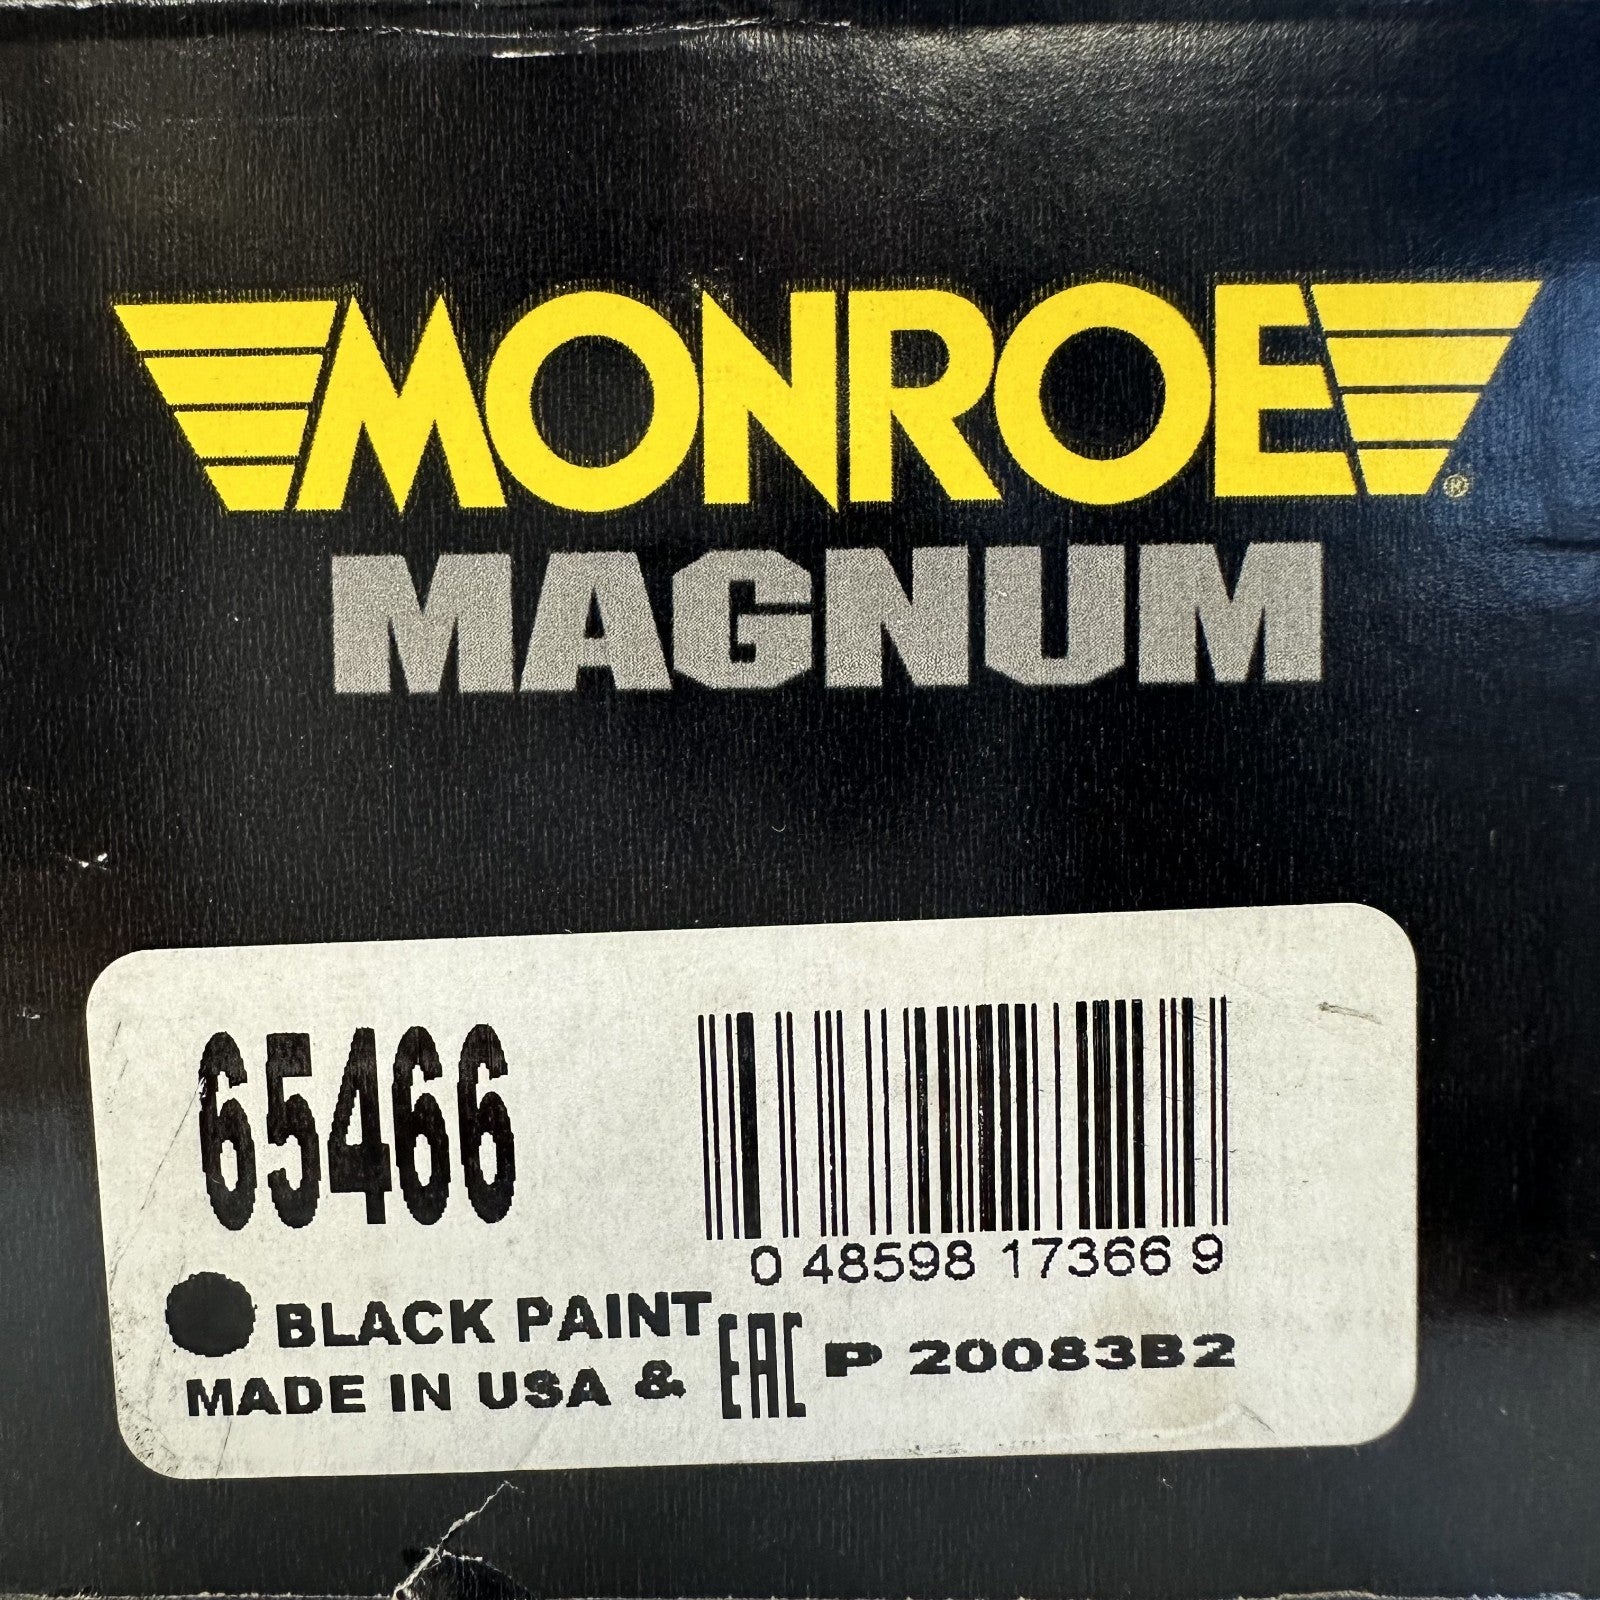 MONROE®
MAGNUM
65466
0 48598 17366 9
BLACK PAINT
MADE IN USA & EAC P 20083B2